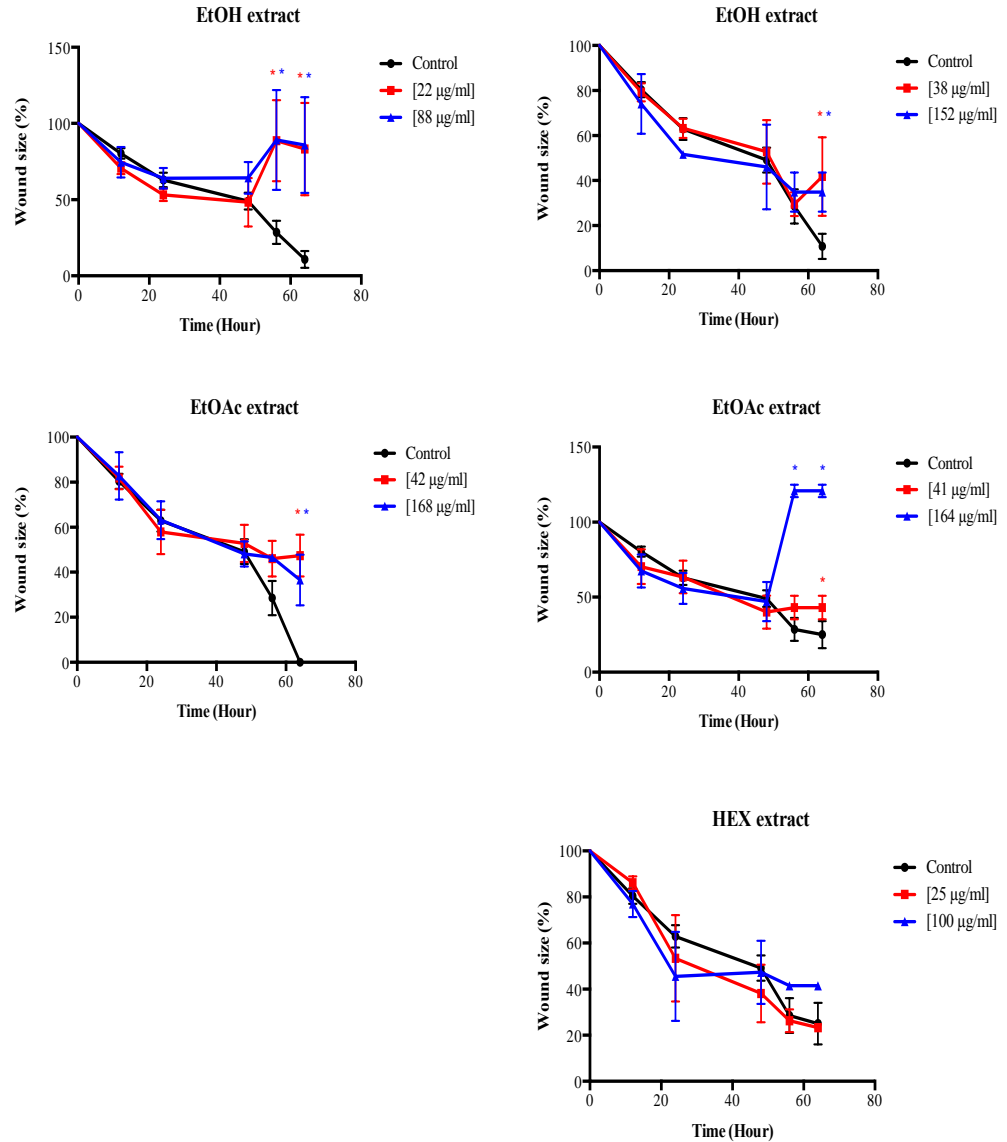 EtOH extract
150
100
50
0
0
20
40
60
80
Wound size (%)
Time (Hour)
* * * *
Control
[22 µg/ml]
[88 µg/ml]
EtOH extract
100
80
60
40
20
0
0
20
40
60
80
Wound size (%)
Time (Hour)
* *
Control
[38 µg/ml]
[152 µg/ml]
EtOAc extract
100
80
60
40
20
0
0
20
40
60
80
Wound size (%)
Time (Hour)
* *
Control
[42 µg/ml]
[168 µg/ml]
EtOAc extract
150
100
50
0
0
20
40
60
80
Wound size (%)
Time (Hour)
* *
*
Control
[41 µg/ml]
[164 µg/ml]
HEX extract
100
80
60
40
20
0
0
20
40
60
80
Wound size (%)
Time (Hour)
Control
[25 µg/ml]
[100 µg/ml]